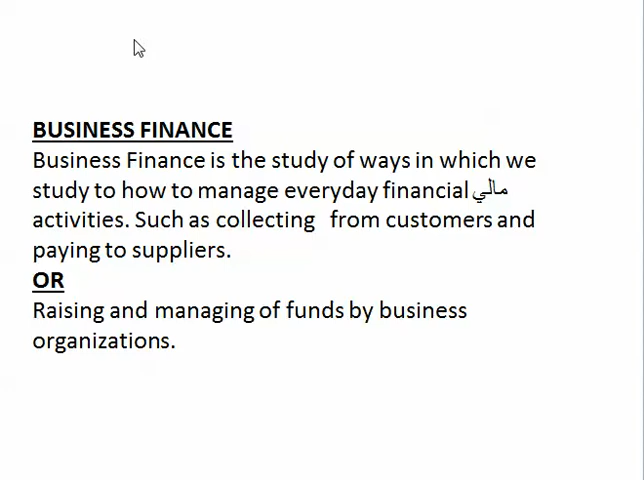 BUSINESS FINANCE
Business Finance is the study of ways in which we
study to how to manage everyday financial مالي
activities. Such as collecting  from customers and
paying to suppliers.
OR
Raising and managing of funds by business
organizations.